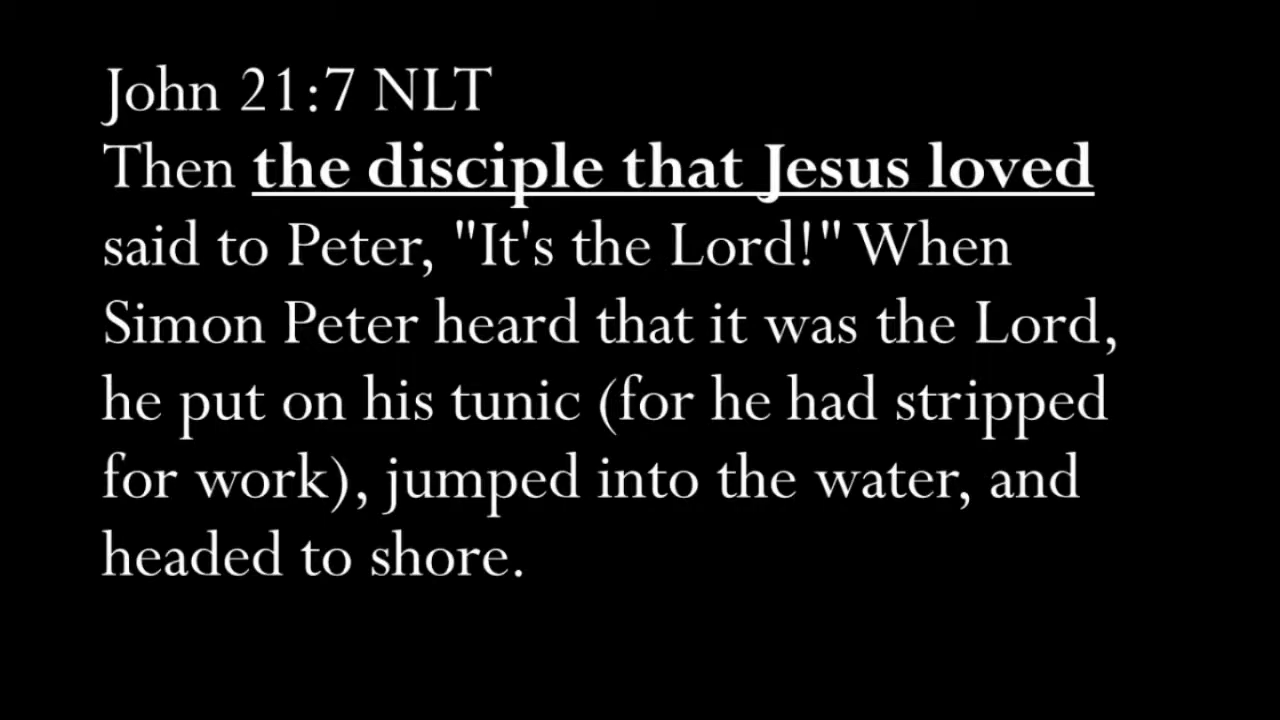 John 21:7 NLT
Then the disciple that Jesus loved
said to Peter, "It's the Lord!" When
Simon Peter heard that it was the Lord,
he put on his tunic (for he had stripped
for work), jumped into the water, and
headed to shore.